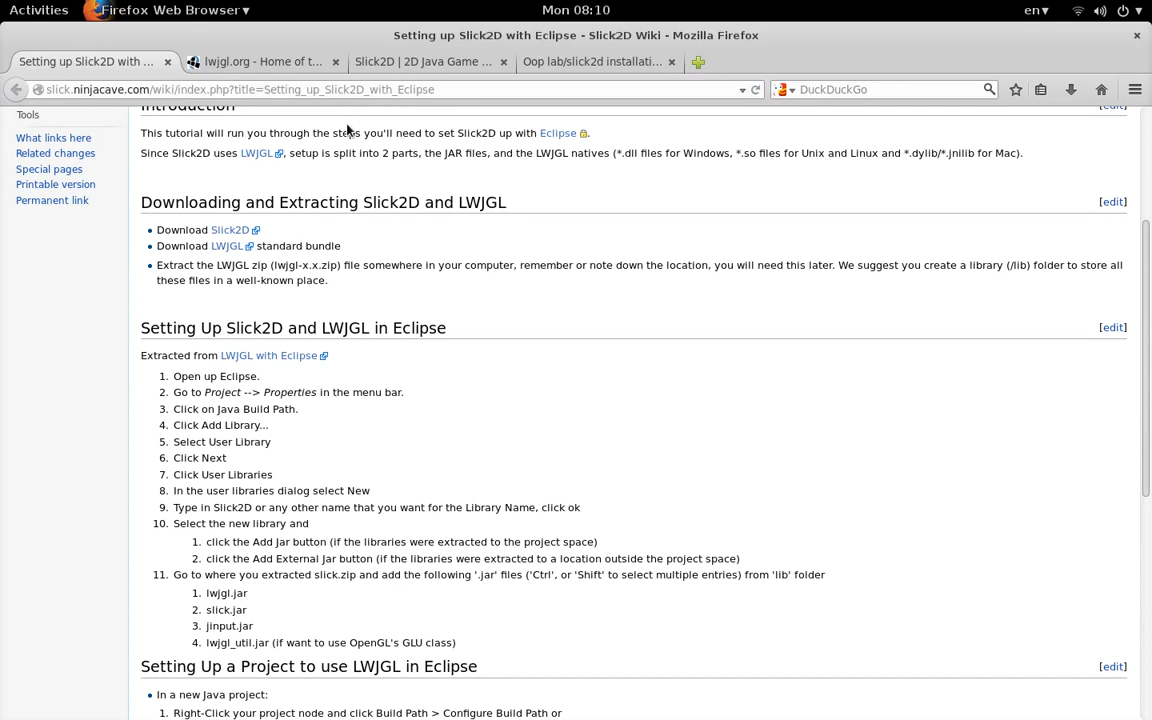 Activities Firefox Web Browser ▾ Mon 08:10 en ▾
Setting up Slick2D with Eclipse - Slick2D Wiki - Mozilla Firefox
Setting up Slick2D with ... lwjgl.org - Home of t... Slick2D | 2D Java Game ... Oop lab/slick2d installati...
slick.ninjacave.com/wiki/index.php?title=Setting_up_Slick2D_with_Eclipse DuckDuckGo
Introduction [edit]
Tools
What links here
Related changes
Special pages
Printable version
Permanent link
This tutorial will run you through the steps you'll need to set Slick2D up with Eclipse.
Since Slick2D uses LWJGL, setup is split into 2 parts, the JAR files, and the LWJGL natives (*.dll files for Windows, *.so files for Unix and Linux and *.dylib/*.jnilib for Mac).
Downloading and Extracting Slick2D and LWJGL [edit]
Download Slick2D
Download LWJGL standard bundle
Extract the LWJGL zip (lwjgl-x.x.zip) file somewhere in your computer, remember or note down the location, you will need this later. We suggest you create a library (/lib) folder to store all
these files in a well-known place.
Setting Up Slick2D and LWJGL in Eclipse [edit]
Extracted from LWJGL with Eclipse
1. Open up Eclipse.
2. Go to Project --> Properties in the menu bar.
3. Click on Java Build Path.
4. Click Add Library...
5. Select User Library
6. Click Next
7. Click User Libraries
8. In the user libraries dialog select New
9. Type in Slick2D or any other name that you want for the Library Name, click ok
10. Select the new library and
1. click the Add Jar button (if the libraries were extracted to the project space)
2. click the Add External Jar button (if the libraries were extracted to a location outside the project space)
11. Go to where you extracted slick.zip and add the following '.jar' files ('Ctrl', or 'Shift' to select multiple entries) from 'lib' folder
1. lwjgl.jar
2. slick.jar
3. jinput.jar
4. lwjgl_util.jar (if want to use OpenGL's GLU class)
Setting Up a Project to use LWJGL in Eclipse [edit]
In a new Java project:
1. Right-Click your project node and click Build Path > Configure Build Path or